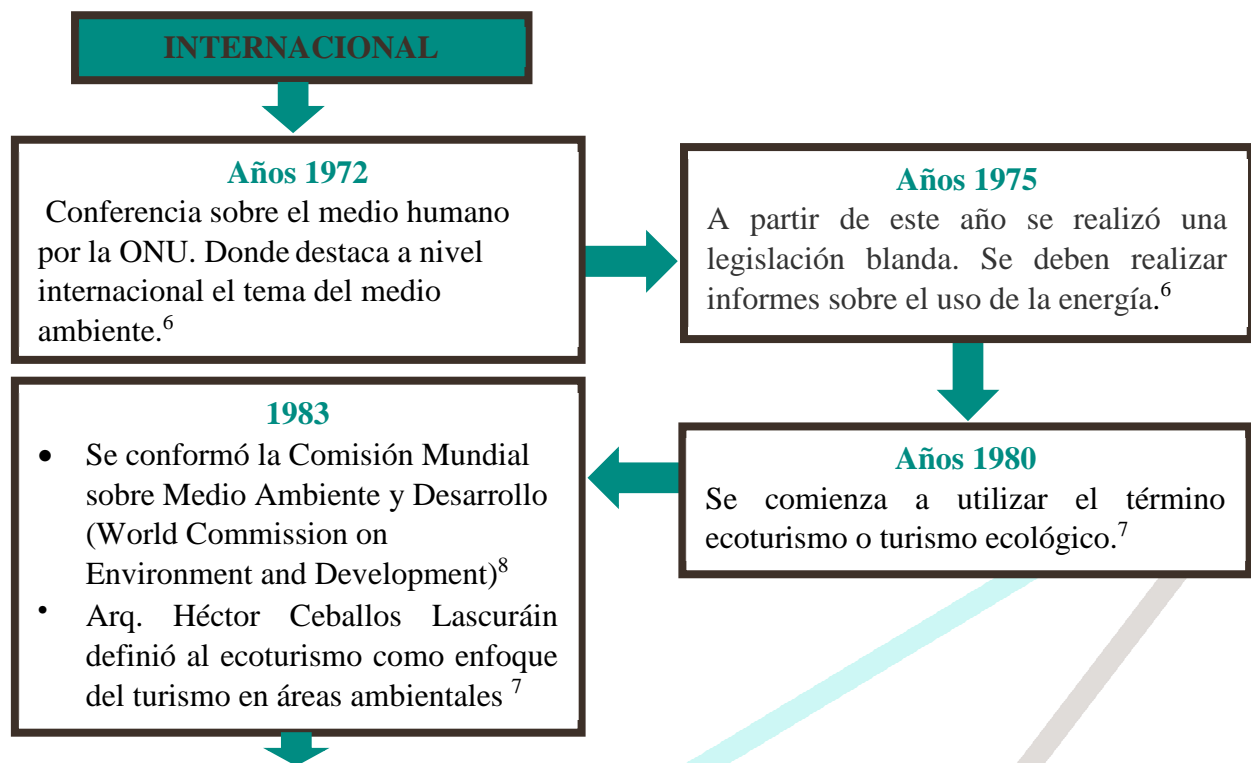 INTERNACIONAL
Años 1972
Conferencia sobre el medio humano
por la ONU. Donde destaca a nivel
internacional el tema del medio
ambiente.⁶
Años 1975
A partir de este año se realizó una
legislación blanda. Se deben realizar
informes sobre el uso de la energía.⁶
Años 1980
Se comienza a utilizar el término
ecoturismo o turismo ecológico.⁷
1983
• Se conformó la Comisión Mundial
sobre Medio Ambiente y Desarrollo
(World Commission on
Environment and Development)⁸
• Arq. Héctor Ceballos Lascuráin
definió al ecoturismo como enfoque
del turismo en áreas ambientales ⁷